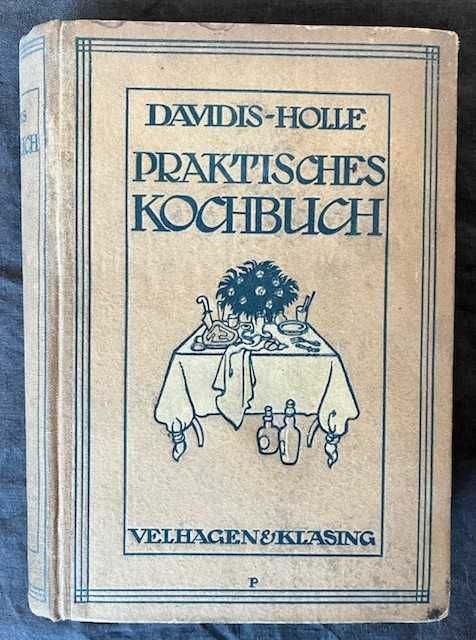 DAVIDIS-HOLLE
PRAKTISCHES
KOCHBUCH
VELHAGEN & KLASING
P